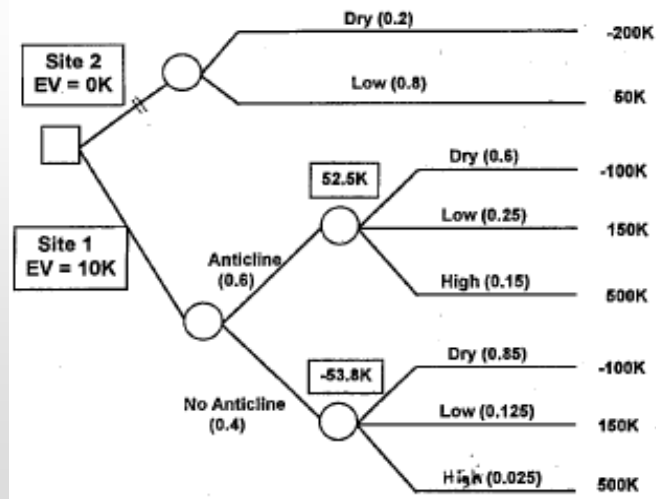 Dry (0.2)
-200K
Site 2
EV = 0K
Low (0.8)
50K
Dry (0.6)
-100K
52.5K
Low (0.25)
150K
Site 1
EV = 10K
Anticline
(0.6)
High (0.15)
500K
Dry (0.85)
-100K
-53.8K
No Anticline
(0.4)
Low (0.125)
150K
High (0.025)
500K